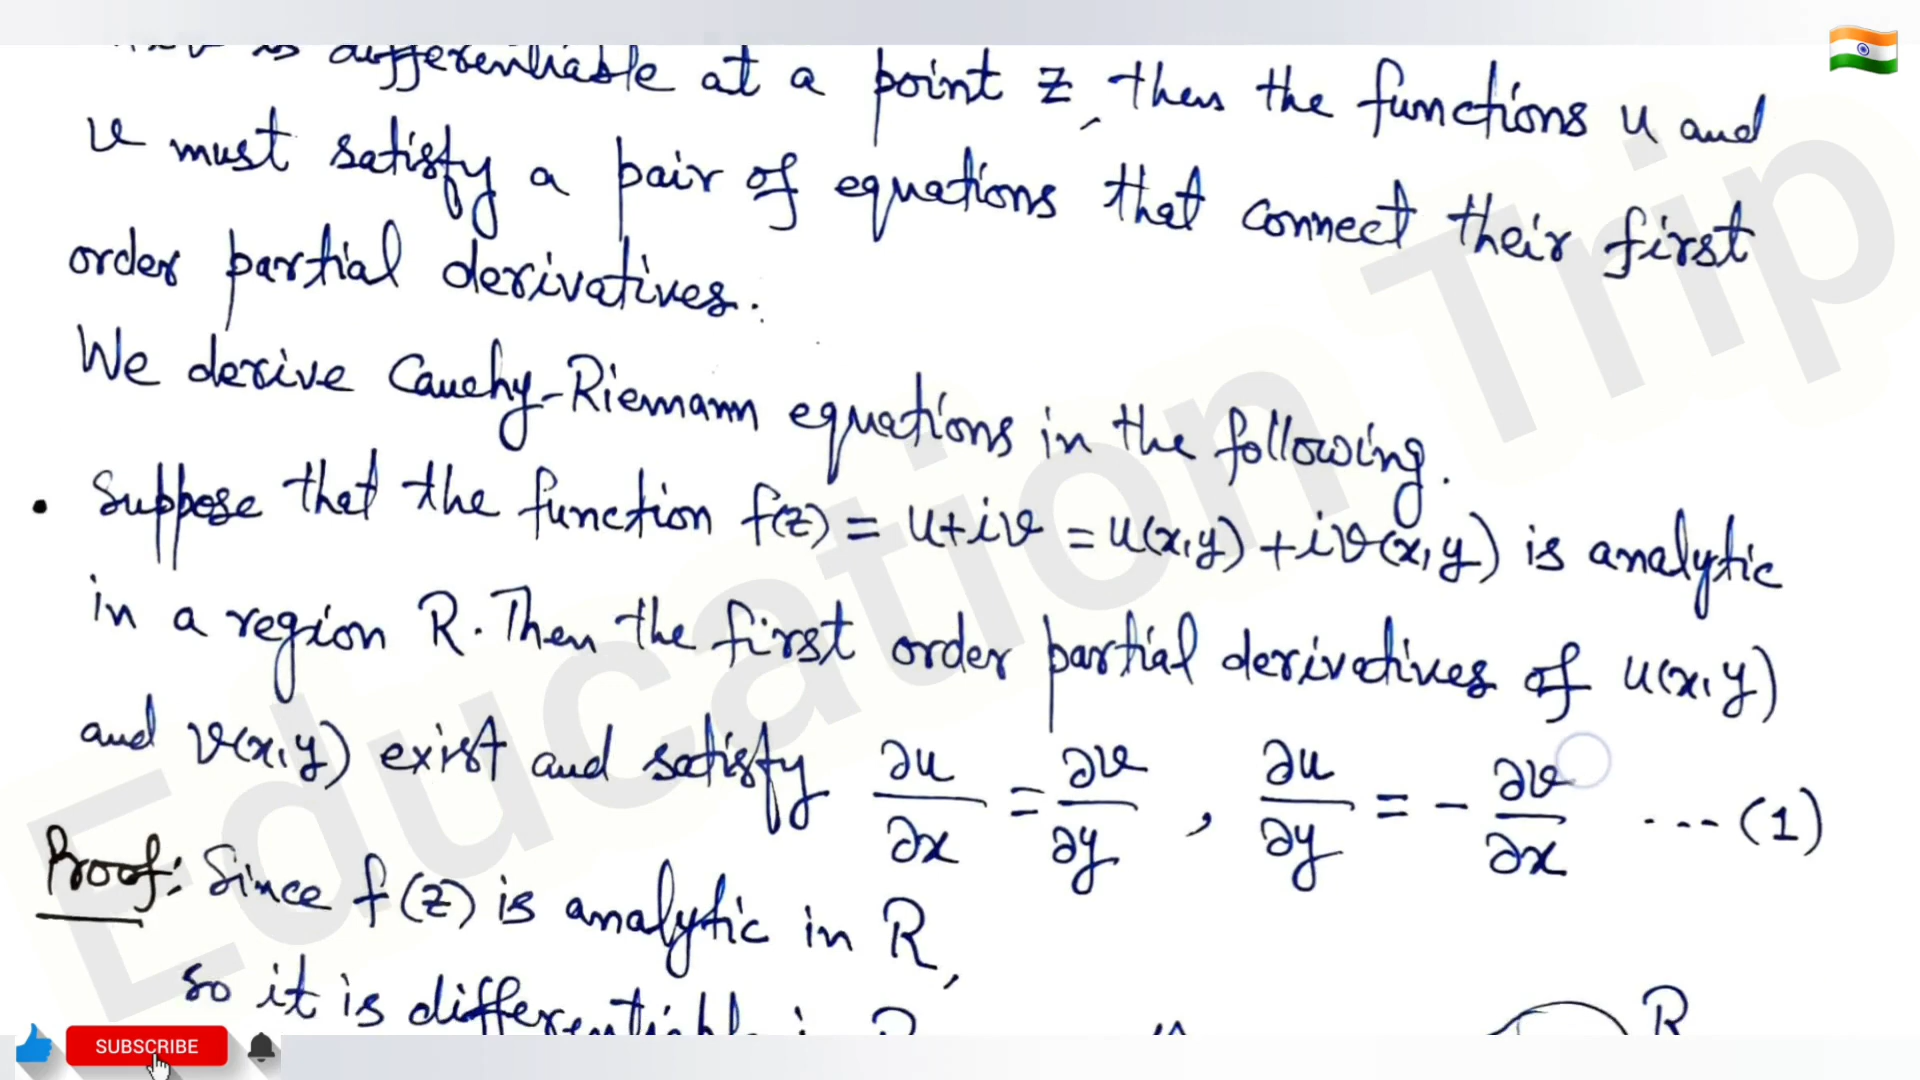 is differentiable at a point z, then the functions u and
v must satisfy a pair of equations that connect their first
order partial derivatives.
We derive Cauchy-Riemann equations in the following.
• Suppose that the function f(z) = u+iv = u(x,y) + iv(x,y) is analytic
in a region R. Then the first order partial derivatives of u(x,y)
and v(x,y) exist and satisfy ∂u/∂x = ∂v/∂y , ∂u/∂y = - ∂v/∂x ---- (1)
Proof: Since f(z) is analytic in R,
so it is differentiable in R
R
Education Trip
SUBSCRIBE